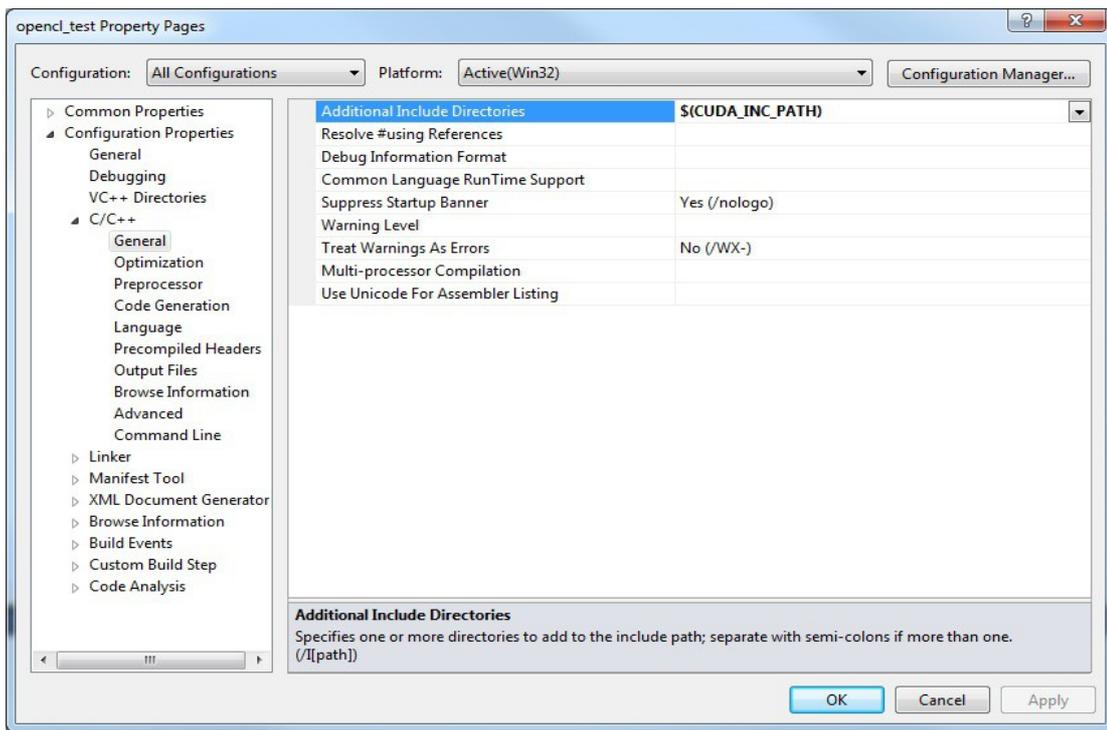 opencl_test Property Pages
Configuration: All Configurations Platform: Active(Win32) Configuration Manager...
Common Properties
Configuration Properties
General
Debugging
VC++ Directories
C/C++
General
Optimization
Preprocessor
Code Generation
Language
Precompiled Headers
Output Files
Browse Information
Advanced
Command Line
Linker
Manifest Tool
XML Document Generator
Browse Information
Build Events
Custom Build Step
Code Analysis
Additional Include Directories $(CUDA_INC_PATH)
Resolve #using References
Debug Information Format
Common Language RunTime Support
Suppress Startup Banner Yes (/nologo)
Warning Level
Treat Warnings As Errors No (/WX-)
Multi-processor Compilation
Use Unicode For Assembler Listing
Additional Include Directories
Specifies one or more directories to add to the include path; separate with semi-colons if more than one.
(/I[path])
OK Cancel Apply